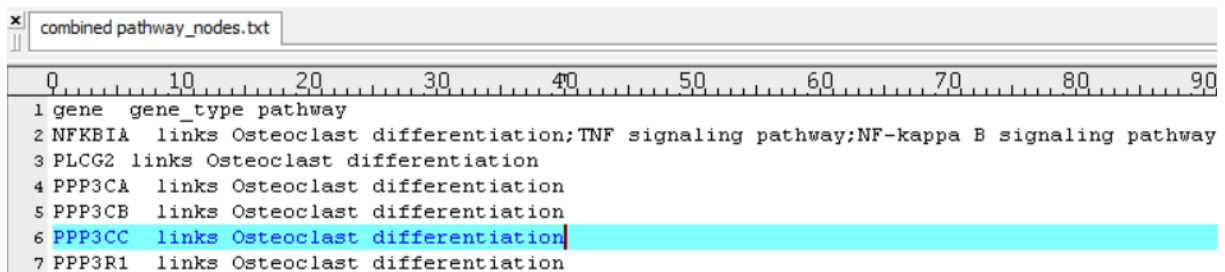 combined pathway_nodes.txt
0 10 20 30 40 50 60 70 80 90
1 gene gene_type pathway
2 NFKBIA links Osteoclast differentiation;TNF signaling pathway;NF-kappa B signaling pathway
3 PLCG2 links Osteoclast differentiation
4 PPP3CA links Osteoclast differentiation
5 PPP3CB links Osteoclast differentiation
6 PPP3CC links Osteoclast differentiation
7 PPP3R1 links Osteoclast differentiation